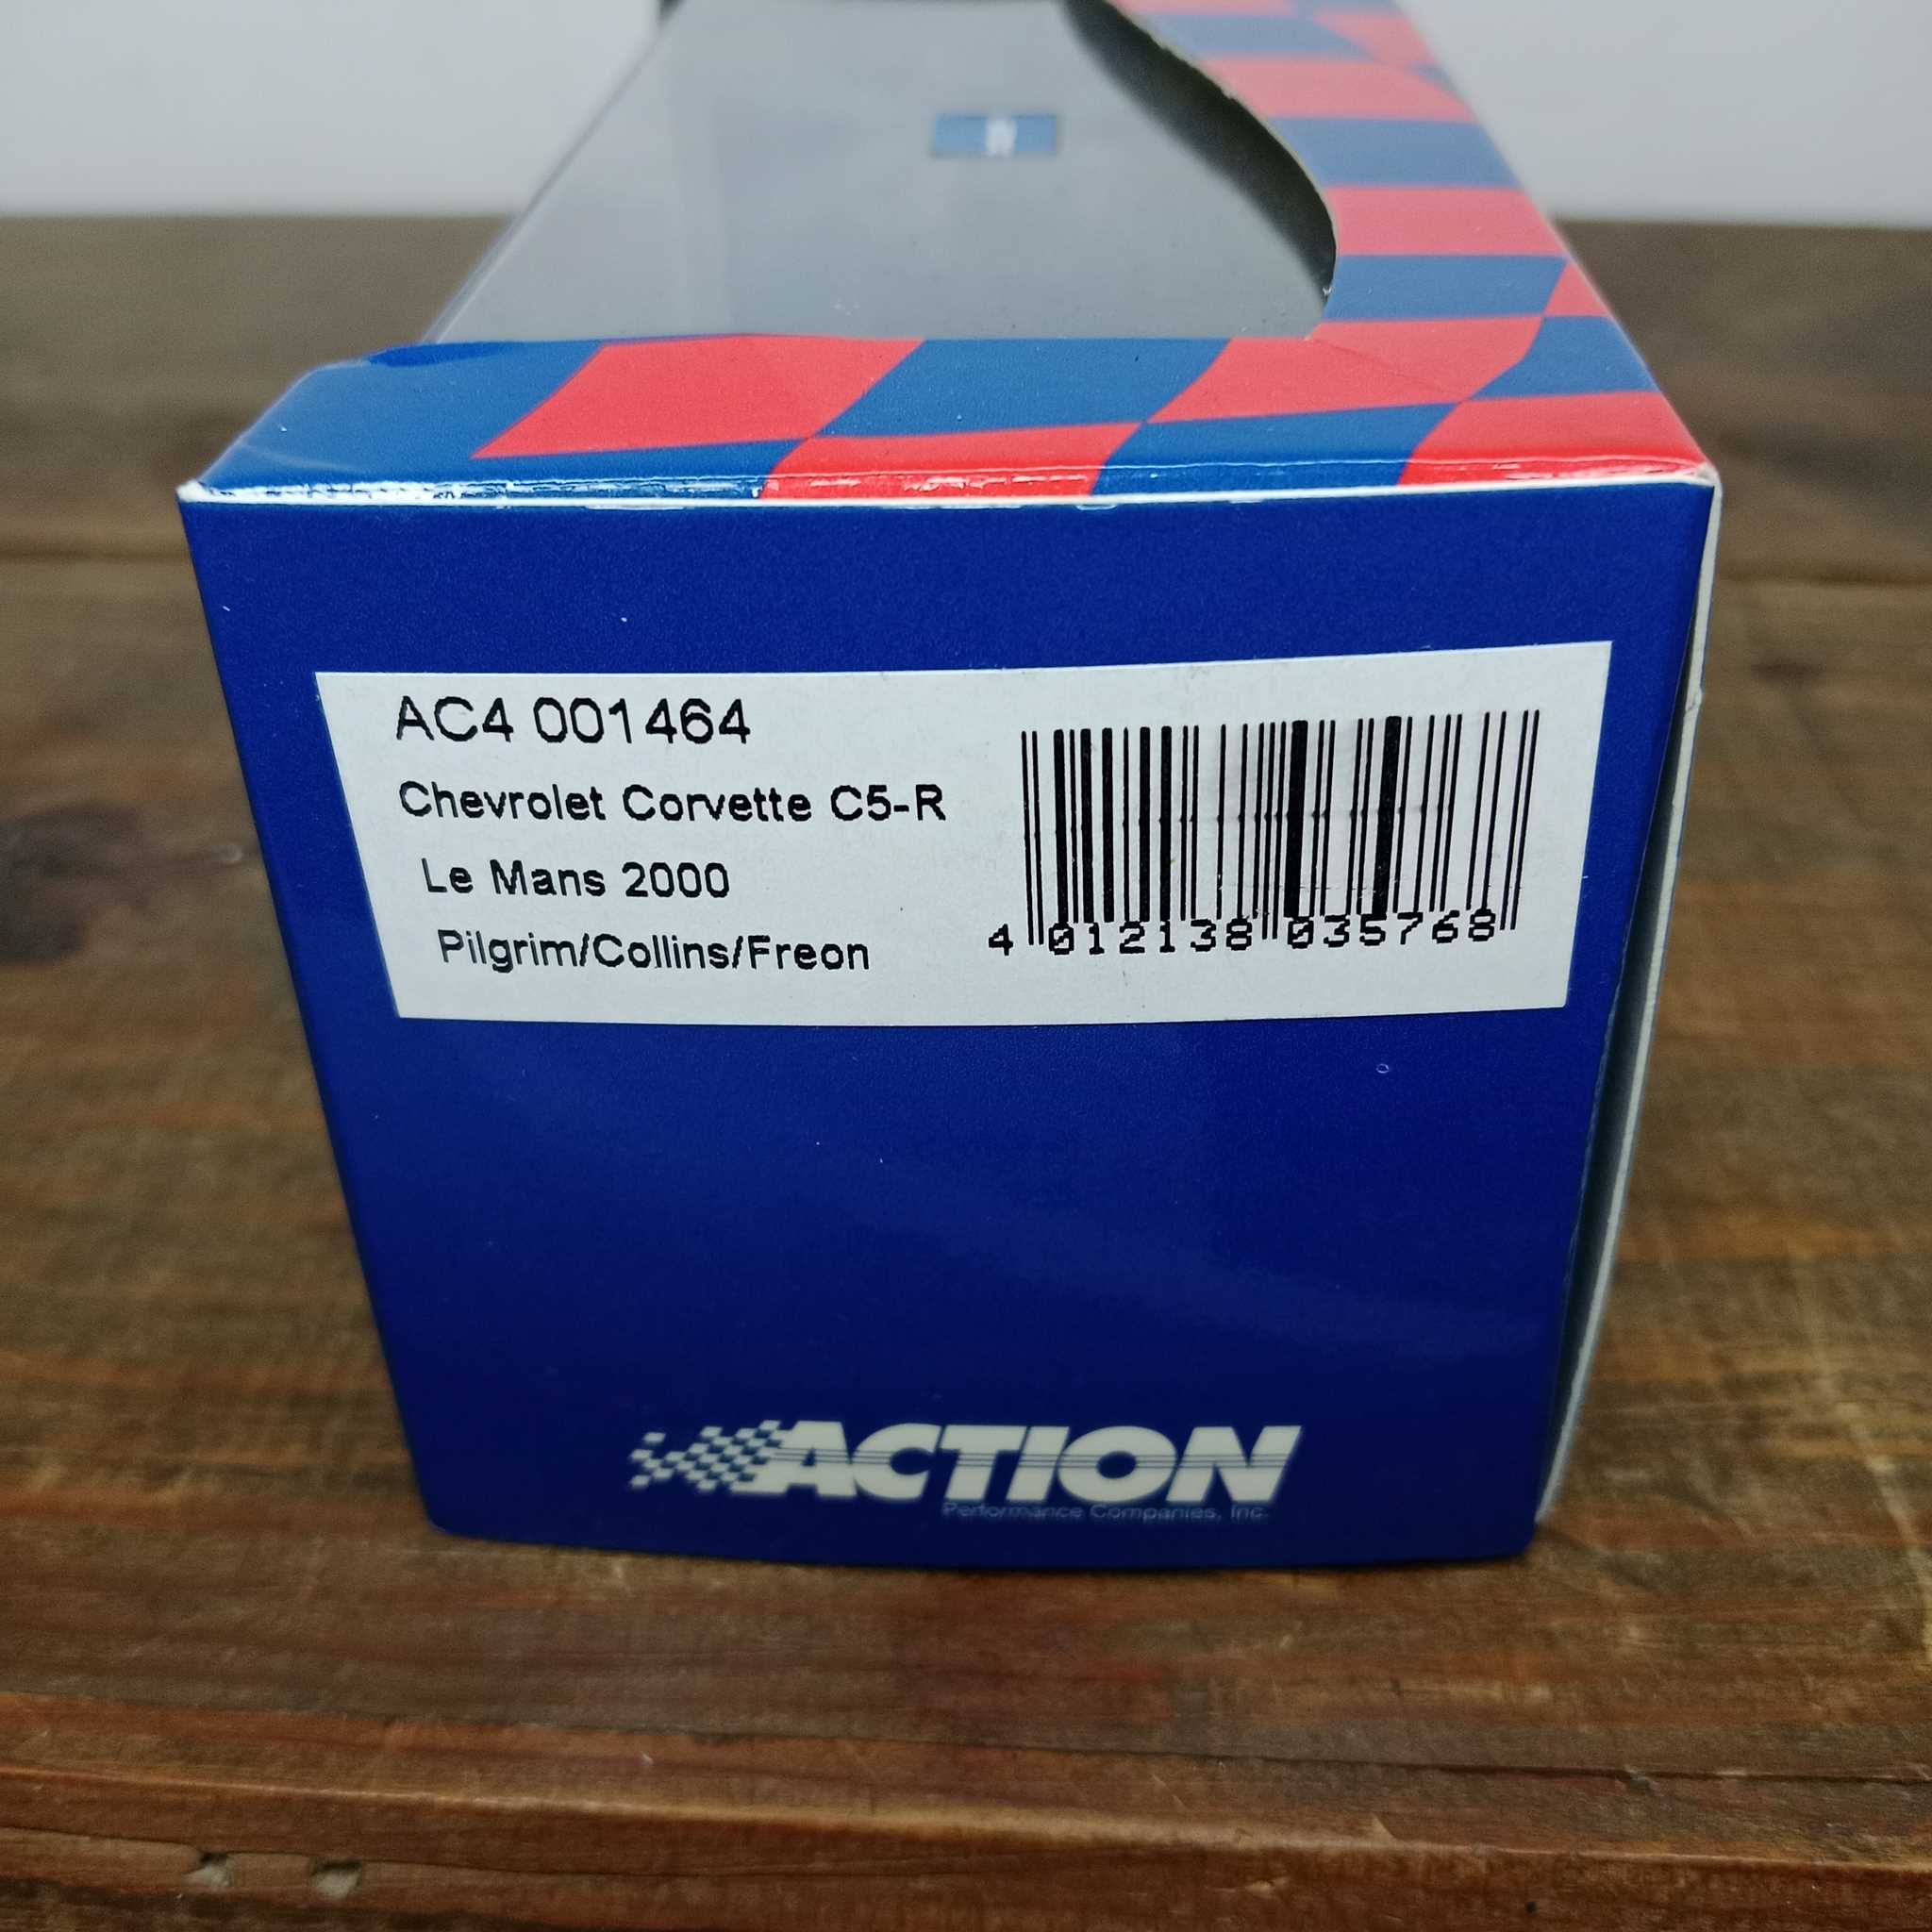 AC4 001464
Chevrolet Corvette C5-R
Le Mans 2000
Pilgrim/Collins/Freon
4 012138 035768
ACTION
Performance Companies, Inc.